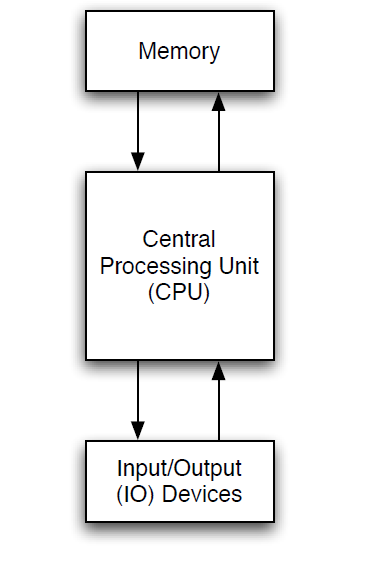 Memory
Central
Processing Unit
(CPU)
Input/Output
(IO) Devices